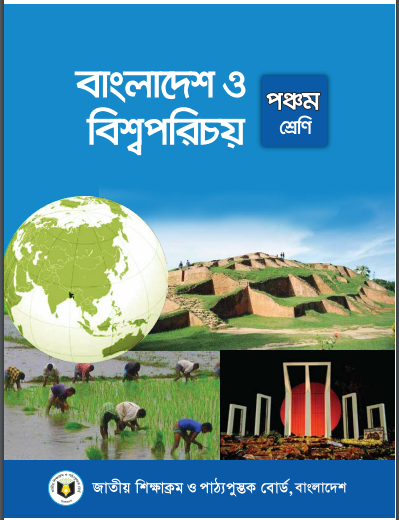 বাংলাদেশ ও
বিশ্বপরিচয়
পঞ্চম
শ্রেণি
জাতীয় শিক্ষাক্রম ও পাঠ্যপুস্তক বোর্ড, বাংলাদেশ